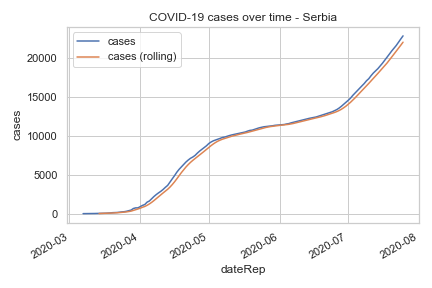 COVID-19 cases over time - Serbia
cases
cases (rolling)
20000
15000
10000
5000
0
cases
2020-03
2020-04
2020-05
2020-06
2020-07
2020-08
dateRep